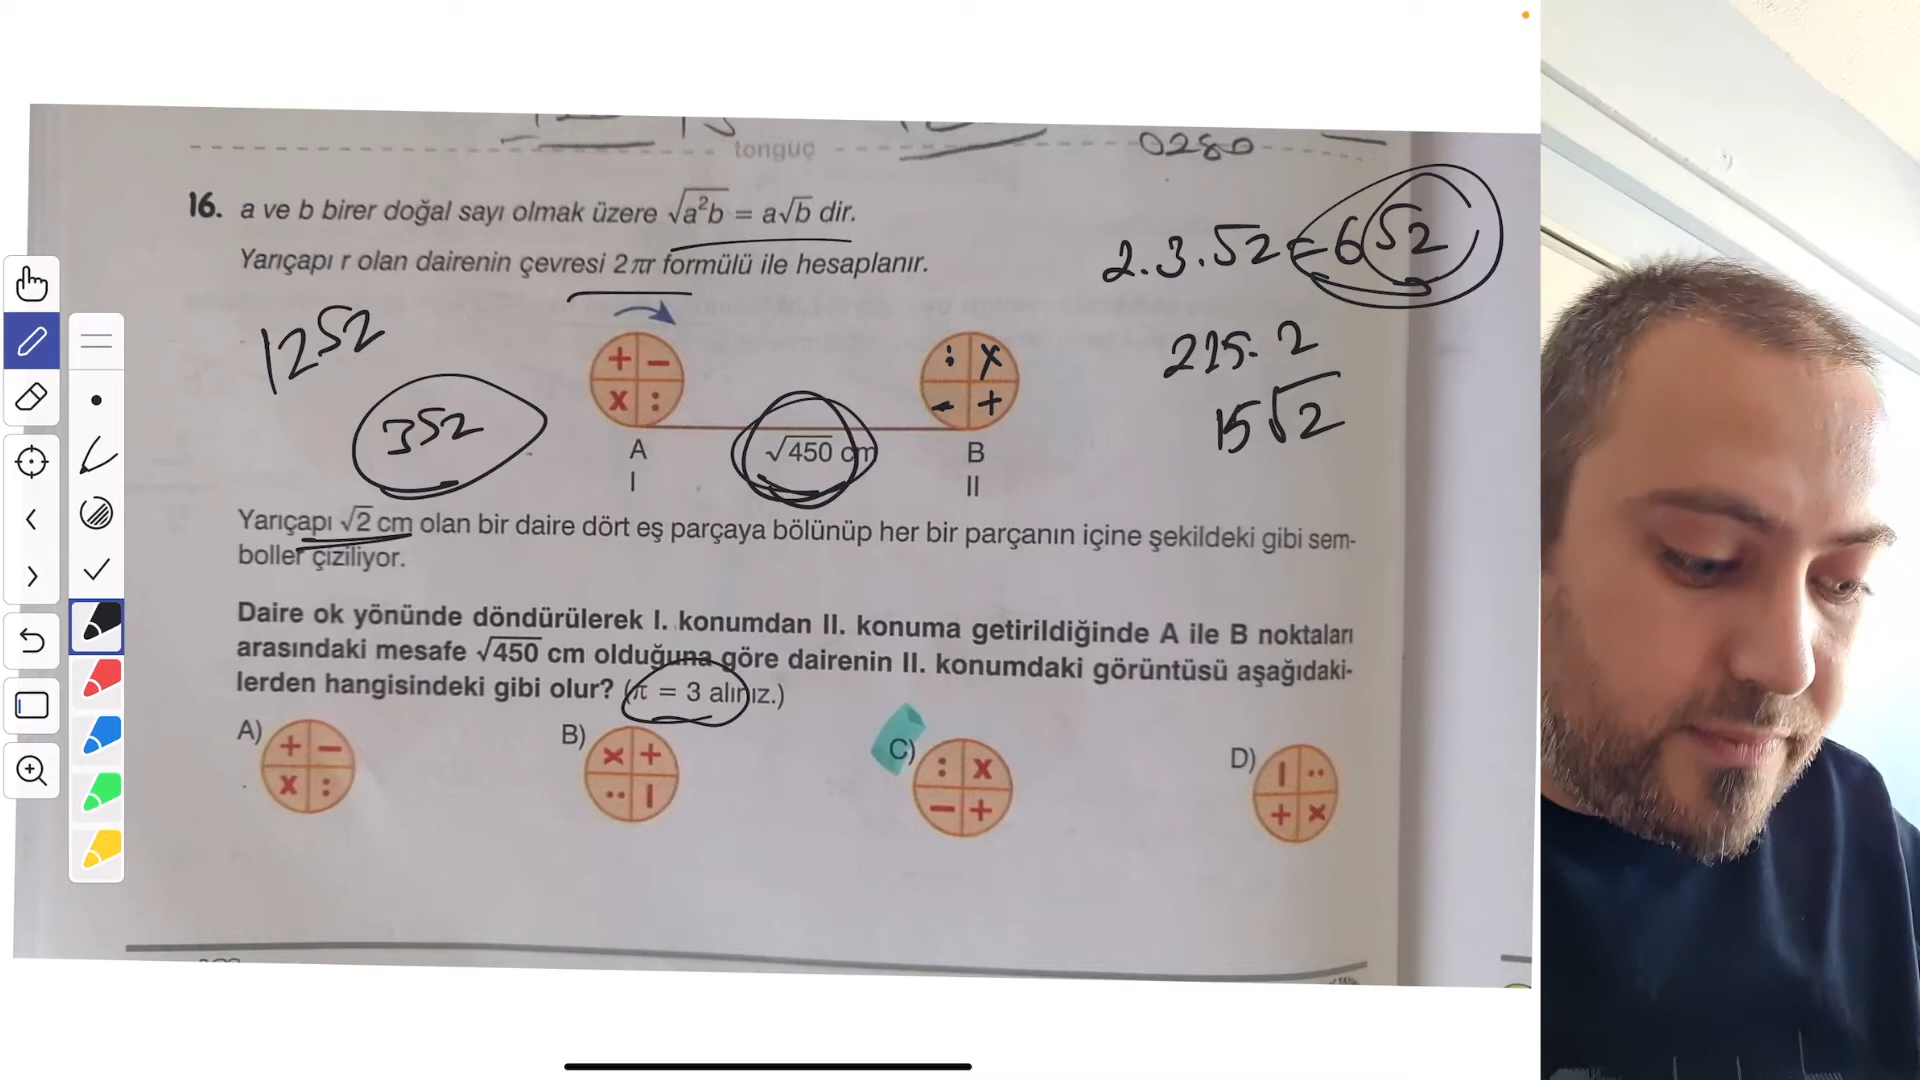 tonguç
0280
16. a ve b birer doğal sayı olmak üzere √a²b = a√b dir.
Yarıçapı r olan dairenin çevresi 2πr formülü ile hesaplanır.
2.3.√2 = 6√2
12√2
3√2
225.2
15√2
+ −
x :
: x
- +
√450 cm
A
B
I
II
Yarıçapı √2 cm olan bir daire dört eş parçaya bölünüp her bir parçanın içine şekildeki gibi sem-
boller çiziliyor.
Daire ok yönünde döndürülerek I. konumdan II. konuma getirildiğinde A ile B noktaları
arasındaki mesafe √450 cm olduğuna göre dairenin II. konumdaki görüntüsü aşağıdaki-
lerden hangisindeki gibi olur? (π = 3 alınız.)
A) + − x :
B) x + ·· I
C) : x − +
D) I ·· + x